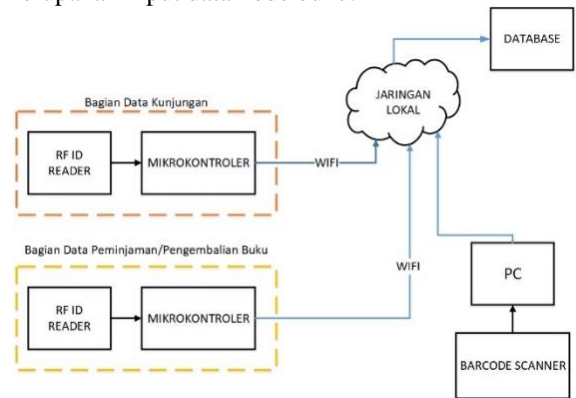 DATABASE
JARINGAN
LOKAL
Bagian Data Kunjungan
RF ID
READER
MIKROKONTROLER
WIFI
Bagian Data Peminjaman/Pengembalian Buku
RF ID
READER
MIKROKONTROLER
WIFI
PC
BARCODE SCANNER